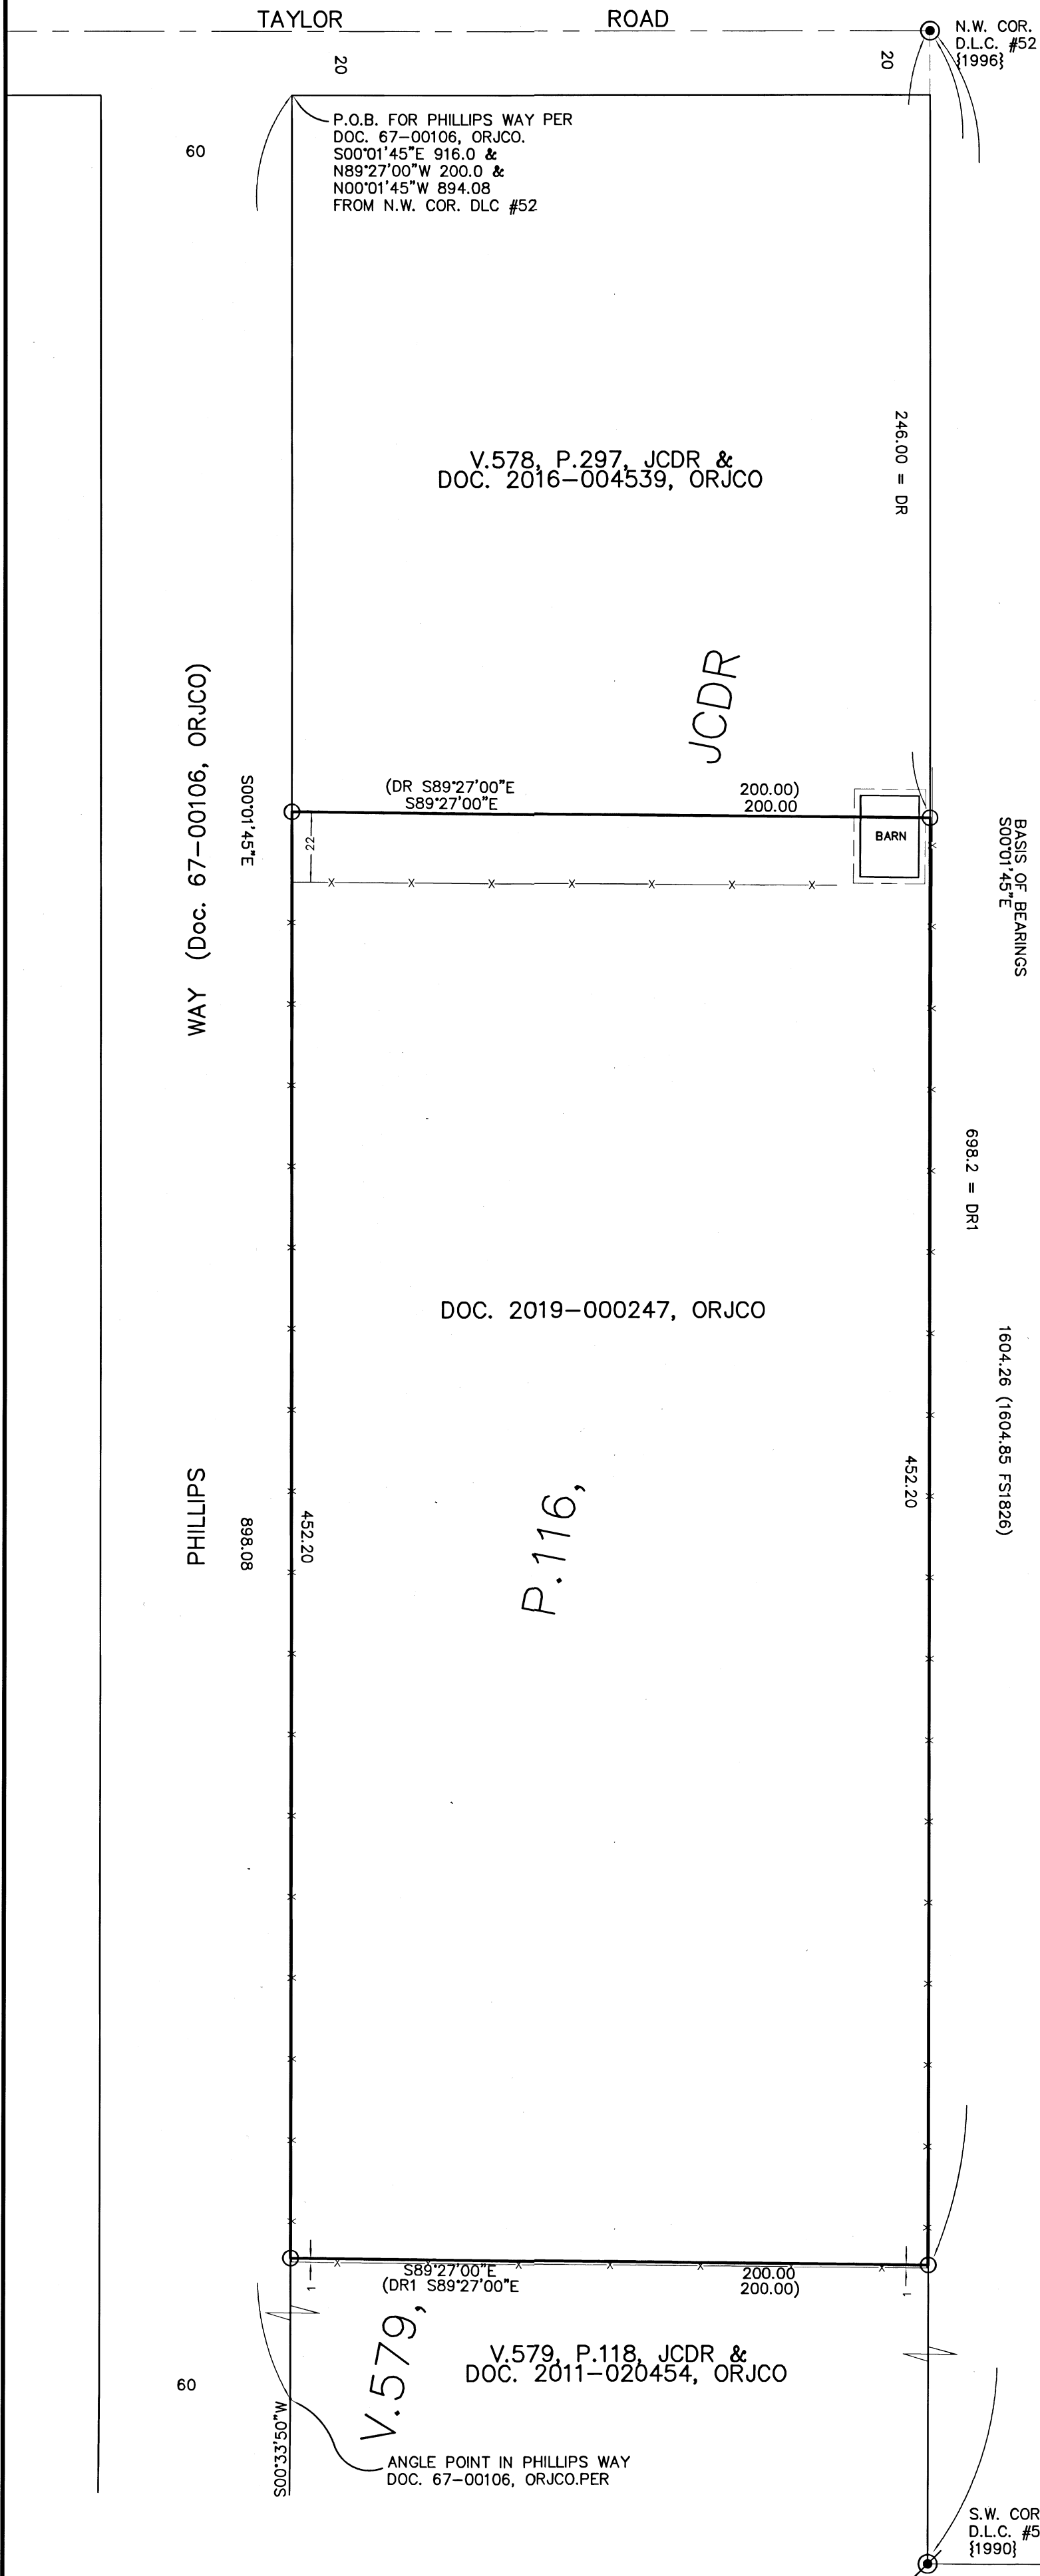 TAYLOR ROAD
N.W. COR.
D.L.C. #52
{1996}
20
20
P.O.B. FOR PHILLIPS WAY PER
DOC. 67-00106, ORJCO.
S00°01'45"E 916.0 &
N89°27'00"W 200.0 &
N00°01'45"W 894.08
FROM N.W. COR. DLC #52
60
V.578, P.297, JCDR &
DOC. 2016-004539, ORJCO
246.00 = DR
JCDR
WAY (Doc. 67-00106, ORJCO)
S00°01'45"E
(DR S89°27'00"E 200.00)
S89°27'00"E 200.00
22
BARN
BASIS OF BEARINGS
S00°01'45"E
698.2 = DR1
DOC. 2019-000247, ORJCO
1604.26 (1604.85 FS1826)
452.20
P.116,
PHILLIPS
898.08
452.20
S89°27'00"E 200.00
(DR1 S89°27'00"E 200.00)
1
1
V.579,
V.579, P.118, JCDR &
DOC. 2011-020454, ORJCO
60
S00°33'50"W
ANGLE POINT IN PHILLIPS WAY
DOC. 67-00106, ORJCO.PER
S.W. COR
D.L.C. #5
{1990}